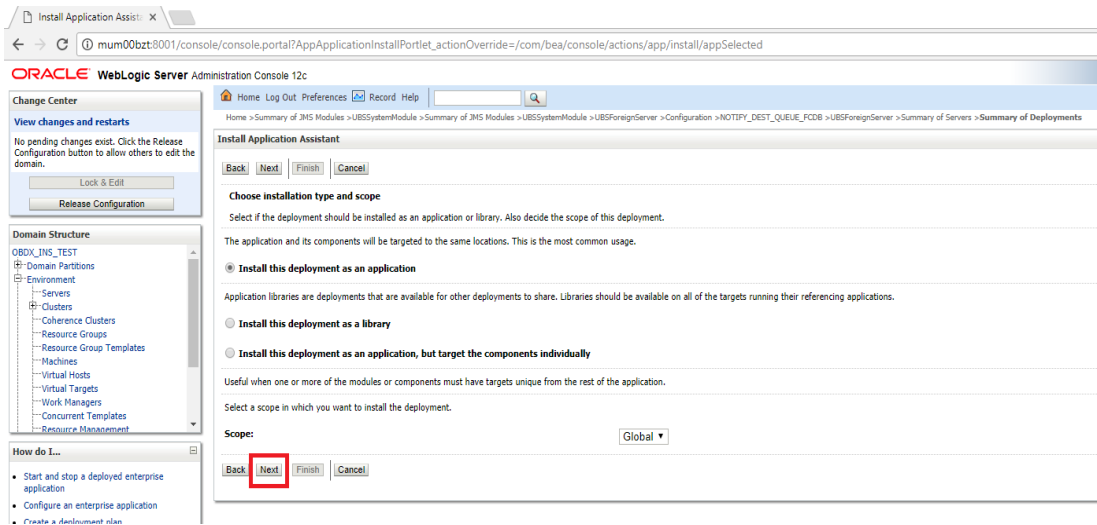 Install Application Assista
mum00bzt:8001/console/console.portal?AppApplicationInstallPortlet_actionOverride=/com/bea/console/actions/app/install/appSelected
ORACLE WebLogic Server Administration Console 12c
Change Center
View changes and restarts
No pending changes exist. Click the Release
Configuration button to allow others to edit the
domain.
Lock & Edit
Release Configuration
Domain Structure
OBDX_INS_TEST
Domain Partitions
Environment
Servers
Clusters
Coherence Clusters
Resource Groups
Resource Group Templates
Machines
Virtual Hosts
Virtual Targets
Work Managers
Concurrent Templates
Resource Management
How do I...
Start and stop a deployed enterprise
application
Configure an enterprise application
Create a deployment plan
Home Log Out Preferences Record Help
Home >Summary of JMS Modules >UBSSystemModule >Summary of JMS Modules >UBSSystemModule >UBSForeignServer >Configuration >NOTIFY_DEST_QUEUE_FCDB >UBSForeignServer >Summary of Servers >Summary of Deployments
Install Application Assistant
Back Next Finish Cancel
Choose installation type and scope
Select if the deployment should be installed as an application or library. Also decide the scope of this deployment.
The application and its components will be targeted to the same locations. This is the most common usage.
Install this deployment as an application
Application libraries are deployments that are available for other deployments to share. Libraries should be available on all of the targets running their referencing applications.
Install this deployment as a library
Install this deployment as an application, but target the components individually
Useful when one or more of the modules or components must have targets unique from the rest of the application.
Select a scope in which you want to install the deployment.
Scope: Global
Back Next Finish Cancel